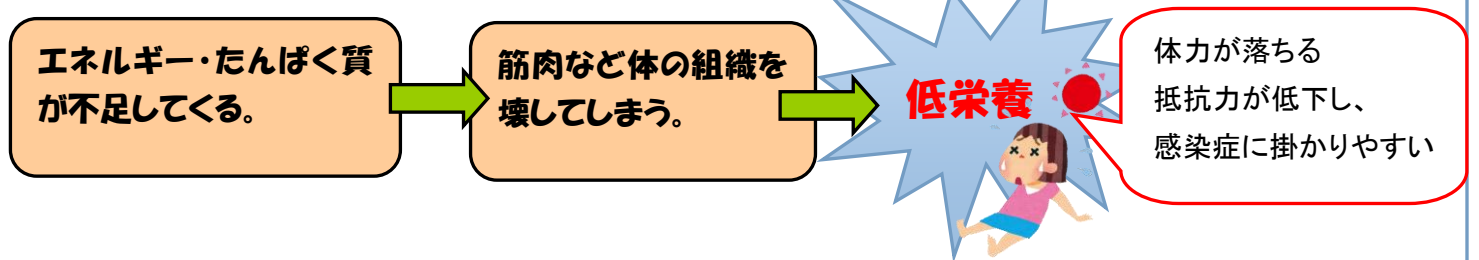 エネルギー・たんぱく質
が不足してくる。
筋肉など体の組織を
壊してしまう。
低栄養
体力が落ちる
抵抗力が低下し、
感染症に掛かりやすい